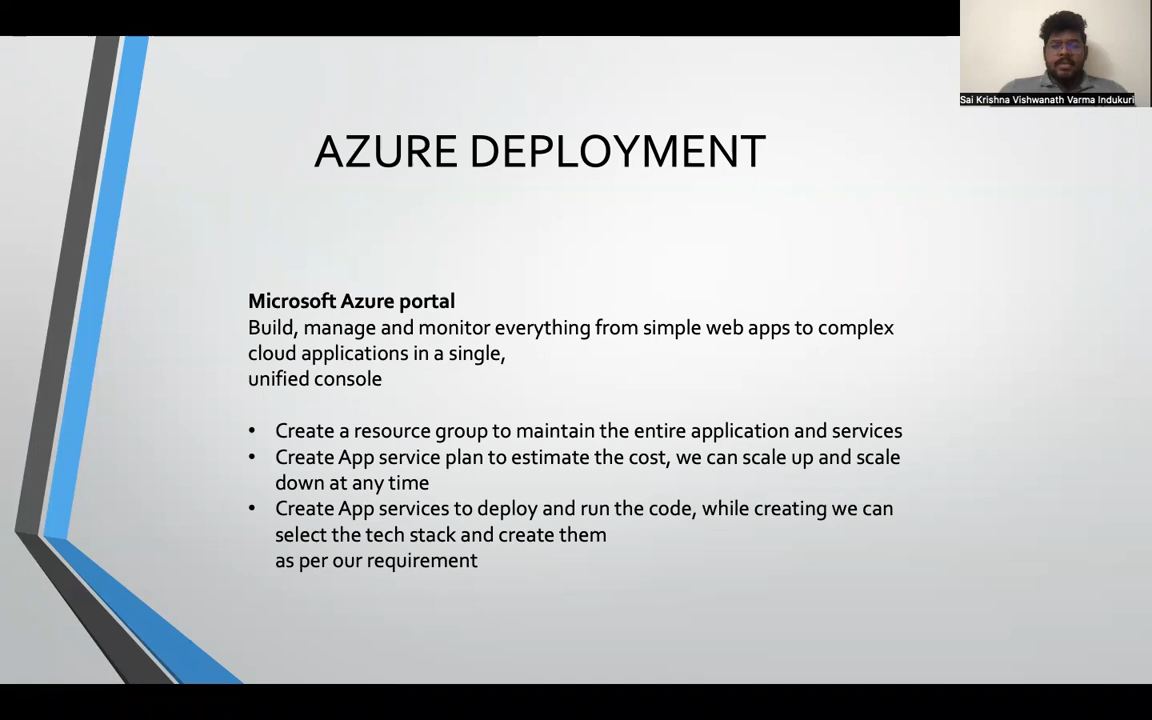 Sai Krishna Vishwanath Varma Indukuri
AZURE DEPLOYMENT
Microsoft Azure portal
Build, manage and monitor everything from simple web apps to complex
cloud applications in a single,
unified console
• Create a resource group to maintain the entire application and services
• Create App service plan to estimate the cost, we can scale up and scale
down at any time
• Create App services to deploy and run the code, while creating we can
select the tech stack and create them
as per our requirement